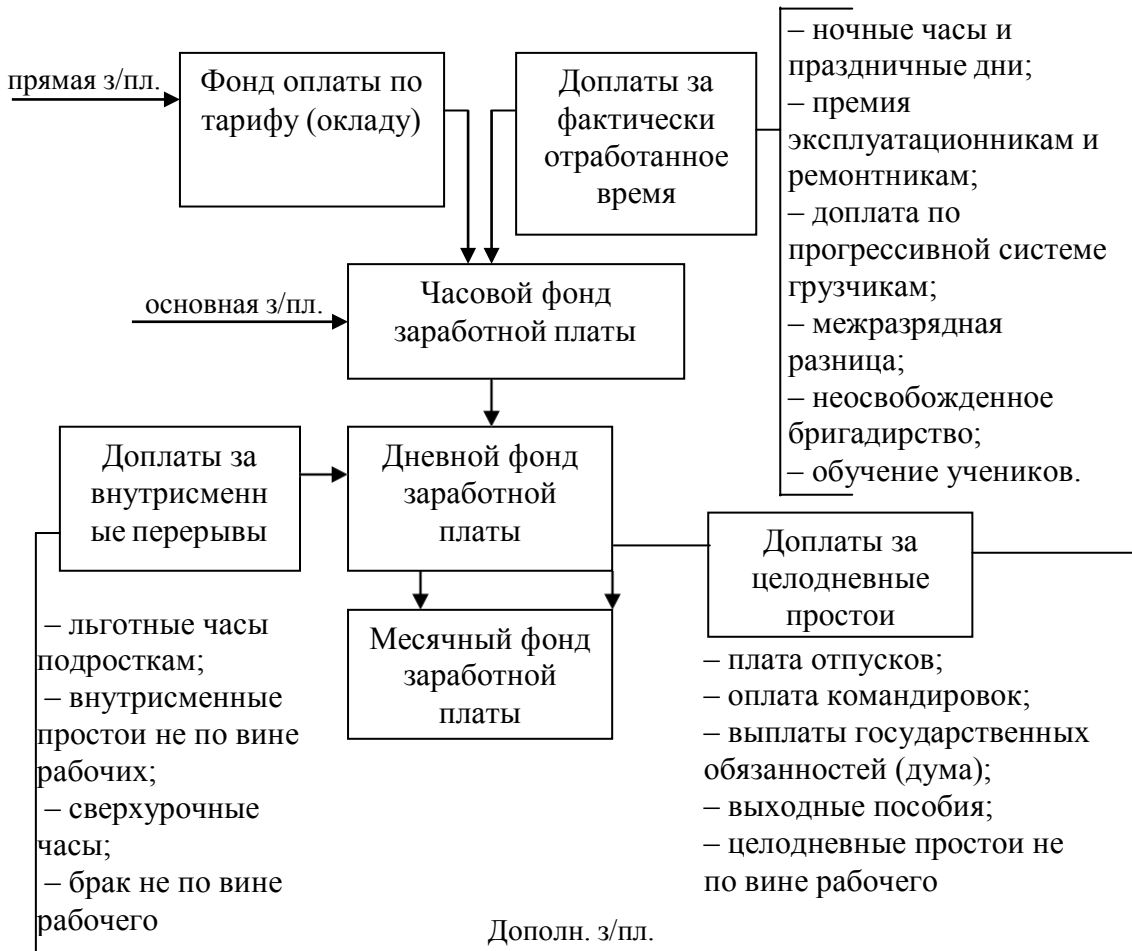 прямая з/пл.
Фонд оплаты по
тарифу (окладу)
Доплаты за
фактически
отработанное
время
– ночные часы и
праздничные дни;
– премия
эксплуатационникам и
ремонтникам;
– доплата по
прогрессивной системе
грузчикам;
– межразрядная
разница;
– неосвобожденное
бригадирство;
– обучение учеников.
основная з/пл.
Часовой фонд
заработной платы
Доплаты за
внутрисменн
ые перерывы
Дневной фонд
заработной
платы
Доплаты за
целодневные
простои
Месячный фонд
заработной
платы
– льготные часы
подросткам;
– внутрисменные
простои не по вине
рабочих;
– сверхурочные
часы;
– брак не по вине
рабочего
– плата отпусков;
– оплата командировок;
– выплаты государственных
обязанностей (дума);
– выходные пособия;
– целодневные простои не
по вине рабочего
Дополн. з/пл.